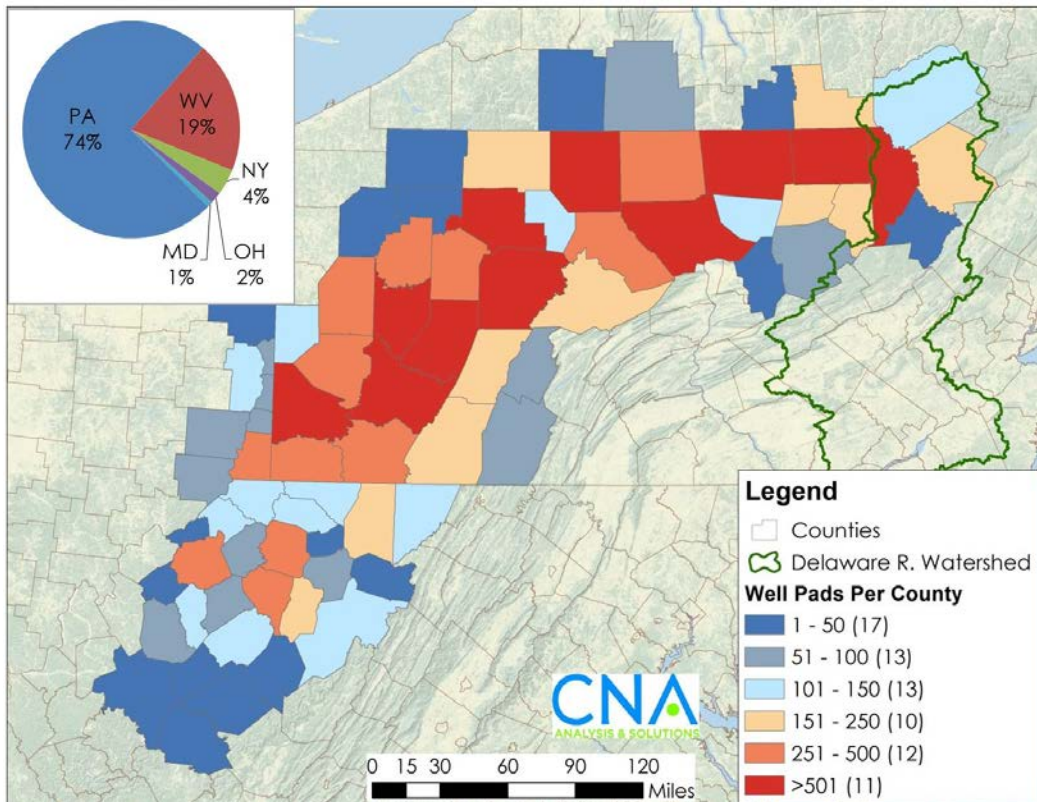 PA
74%
WV
19%
NY
4%
MD
1%
OH
2%
Legend
Counties
Delaware R. Watershed
Well Pads Per County
1 - 50 (17)
51 - 100 (13)
101 - 150 (13)
151 - 250 (10)
251 - 500 (12)
>501 (11)
CNA
ANALYSIS & SOLUTIONS
0 15 30 60 90 120
Miles